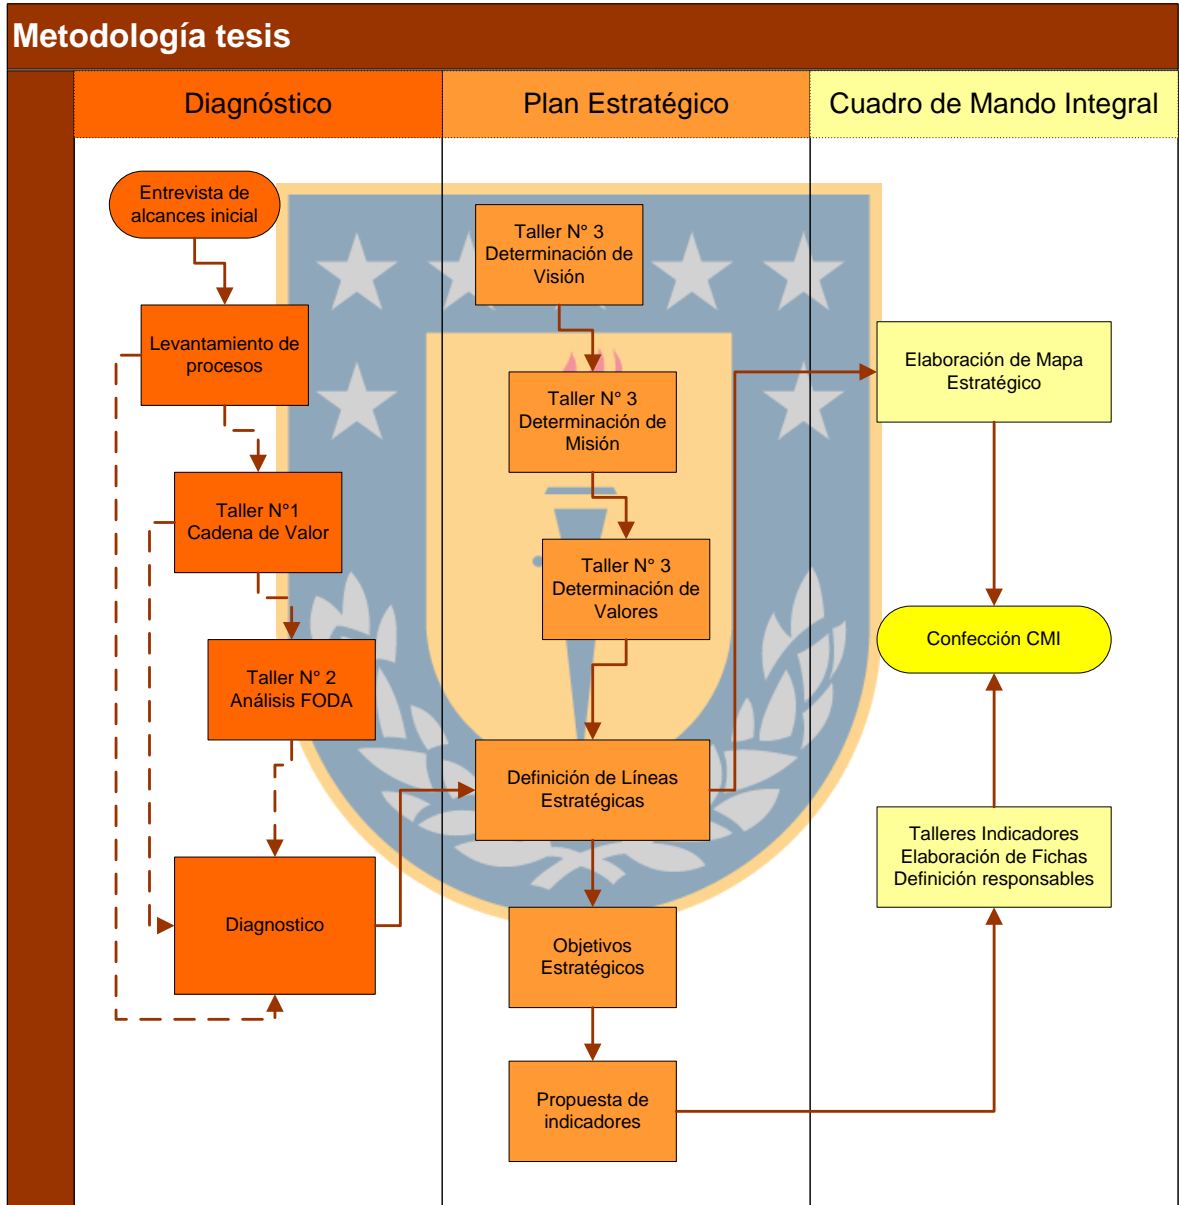 Metodología tesis
Diagnóstico
Plan Estratégico
Cuadro de Mando Integral
Entrevista de
alcances inicial
Levantamiento de
procesos
Taller N°1
Cadena de Valor
Taller N° 2
Análisis FODA
Diagnostico
Taller N° 3
Determinación de
Visión
Taller N° 3
Determinación de
Misión
Taller N° 3
Determinación de
Valores
Definición de Líneas
Estratégicas
Objetivos
Estratégicos
Propuesta de
indicadores
Elaboración de Mapa
Estratégico
Confección CMI
Talleres Indicadores
Elaboración de Fichas
Definición responsables